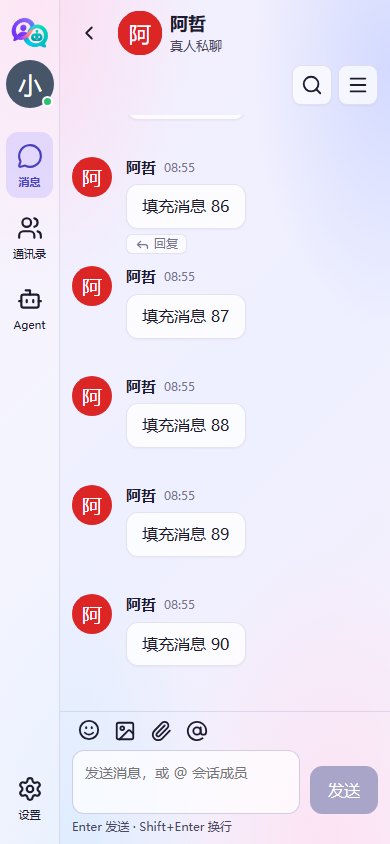 阿
阿哲
真人私聊
小
消息
通讯录
Agent
设置
阿
阿哲 08:55
填充消息 86
回复
阿
阿哲 08:55
填充消息 87
阿
阿哲 08:55
填充消息 88
阿
阿哲 08:55
填充消息 89
阿
阿哲 08:55
填充消息 90
发送消息，或 @ 会话成员
发送
Enter 发送 · Shift+Enter 换行